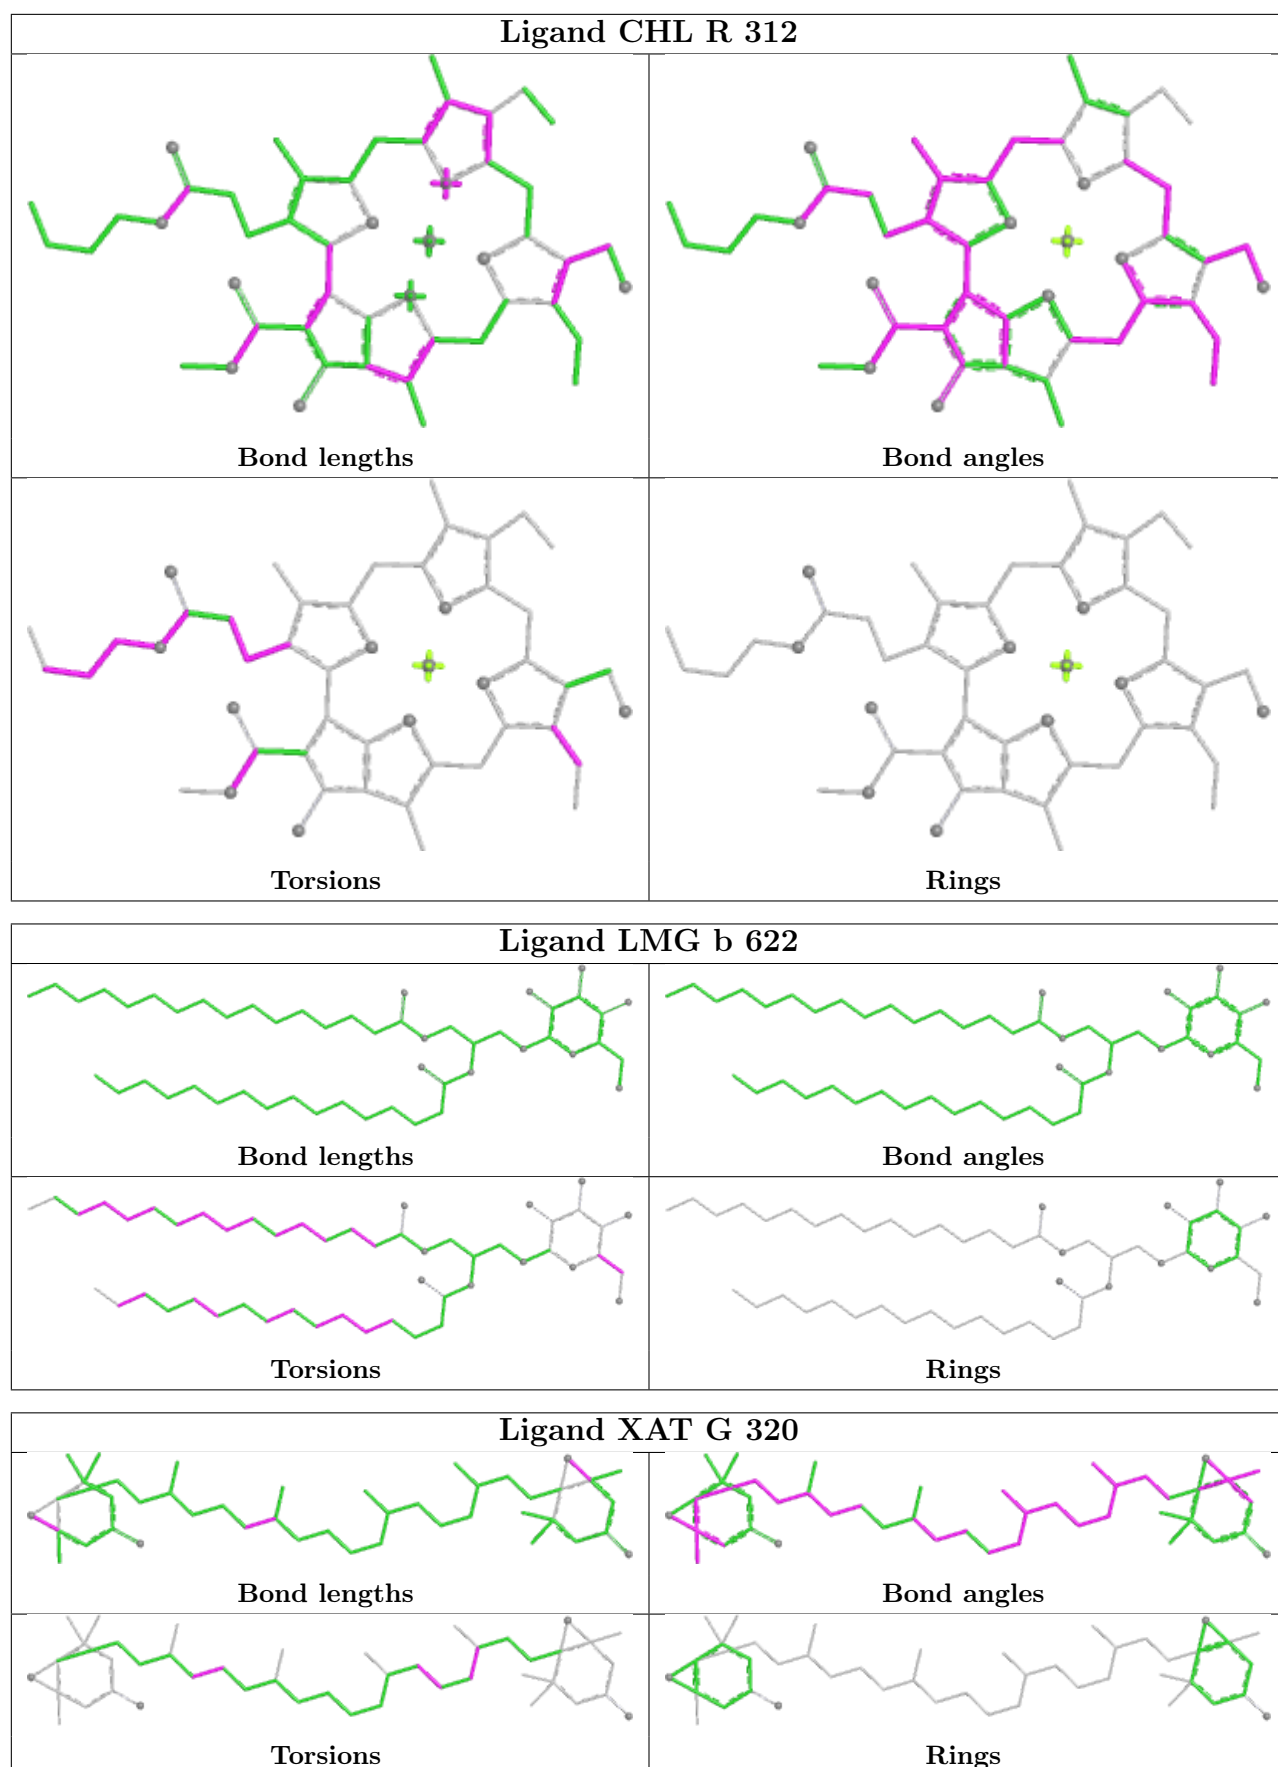 Ligand CHL R 312
Bond lengths
Bond angles
Torsions
Rings
Ligand LMG b 622
Bond lengths
Bond angles
Torsions
Rings
Ligand XAT G 320
Bond lengths
Bond angles
Torsions
Rings